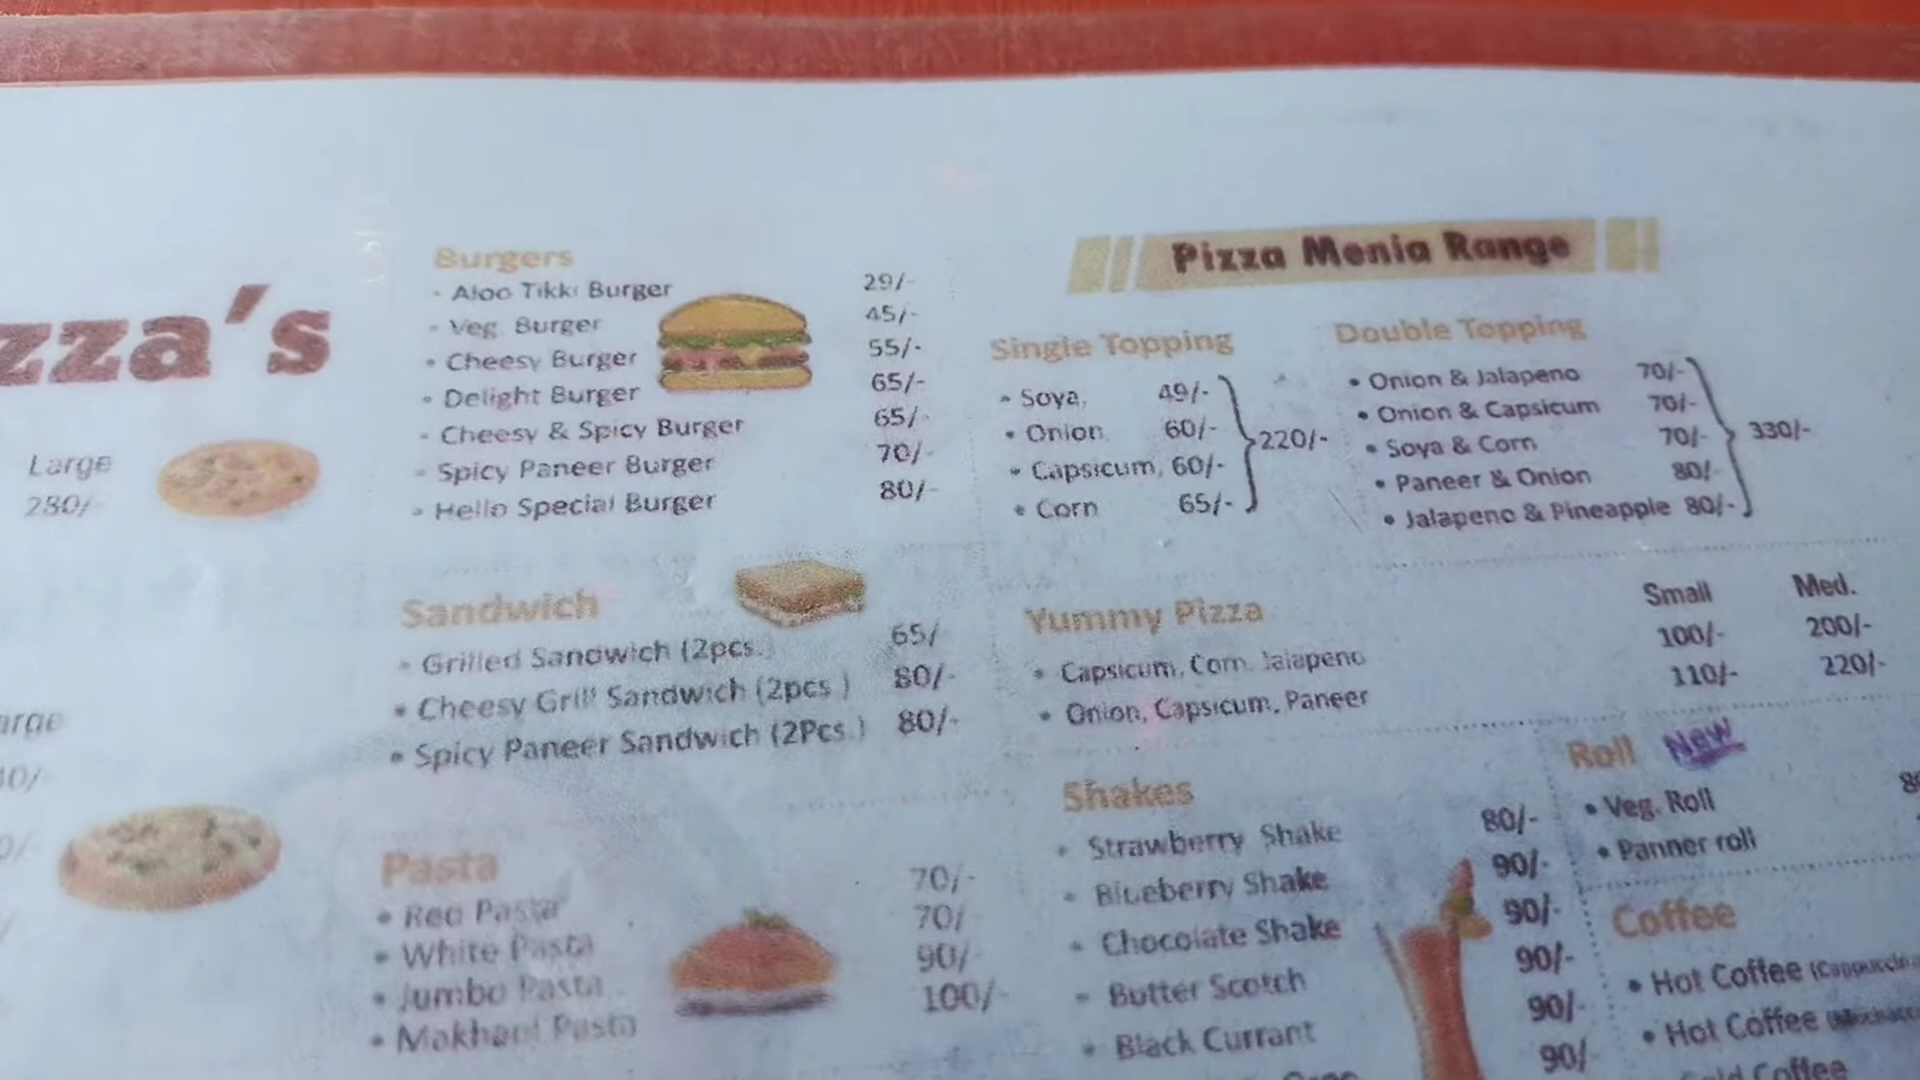 zza's
Large
280/-
arge
Burgers
- Aloo Tikki Burger 29/-
- Veg. Burger 45/-
• Cheesy Burger 55/-
- Delight Burger 65/-
- Cheesy & Spicy Burger 65/-
- Spicy Paneer Burger 70/-
- Hello Special Burger 80/-
Sandwich
• Grilled Sandwich (2pcs.) 65/
• Cheesy Grill Sandwich (2pcs ) 80/-
• Spicy Paneer Sandwich (2Pcs.) 80/-
Pasta
• Red Pasta 70/-
• White Pasta 70/
• Jumbo Pasta 90/-
• Makhani Pasta 100/-
Pizza Menia Range
Single Topping
• Soya, 49/-
• Onion, 60/-
• Capsicum, 60/-
• Corn 65/-
220/-
Double Topping
• Onion & Jalapeno 70/-
• Onion & Capsicum 70/-
• Soya & Corn 70/-
• Paneer & Onion 80/-
• Jalapeno & Pineapple 80/-
330/-
Yummy Pizza Small Med.
• Capsicum, Corn, Jalapeno 100/- 200/-
• Onion, Capsicum, Paneer 110/- 220/-
Shakes
• Strawberry Shake 80/-
• Blueberry Shake 90/-
• Chocolate Shake 90/-
• Butter Scotch 90/-
• Black Currant 90/-
90/-
Roll New
• Veg. Roll
• Panner roll
Coffee
• Hot Coffee
• Hot Coffee
Coffee